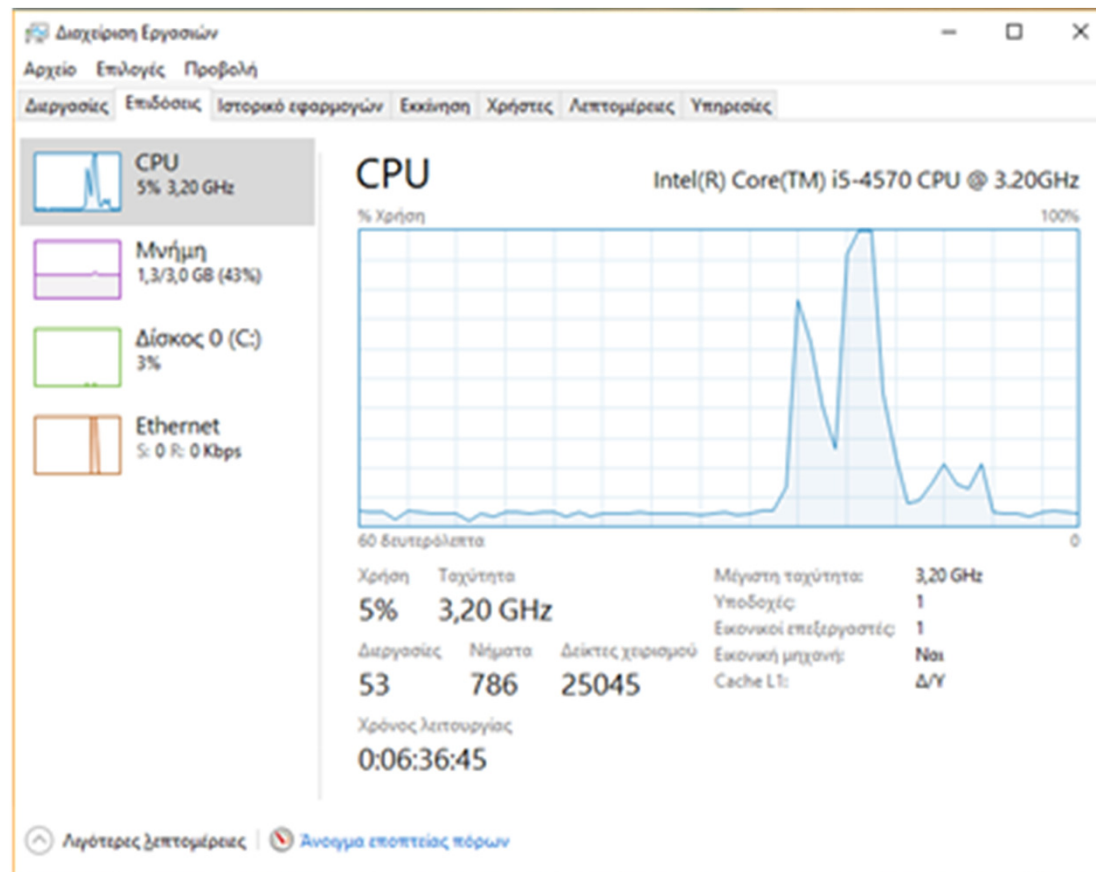 Διαχείριση Εργασιών
Αρχείο Επιλογές Προβολή
Διεργασίες Επιδόσεις Ιστορικό εφαρμογών Εκκίνηση Χρήστες Λεπτομέρειες Υπηρεσίες
CPU
5% 3,20 GHz
Μνήμη
1,3/3,0 GB (43%)
Δίσκος 0 (C:)
3%
Ethernet
S: 0 R: 0 Kbps
CPU Intel(R) Core(TM) i5-4570 CPU @ 3.20GHz
% Χρήση 100%
60 δευτερόλεπτα 0
Χρήση Ταχύτητα
5% 3,20 GHz
Διεργασίες Νήματα Δείκτες χειρισμού
53 786 25045
Χρόνος λειτουργίας
0:06:36:45
Μέγιστη ταχύτητα: 3,20 GHz
Υποδοχές: 1
Εικονικοί επεξεργαστές: 1
Εικονική μηχανή: Ναι
Cache L1: Δ/Υ
Λιγότερες λεπτομέρειες Άνοιγμα εποπτείας πόρων